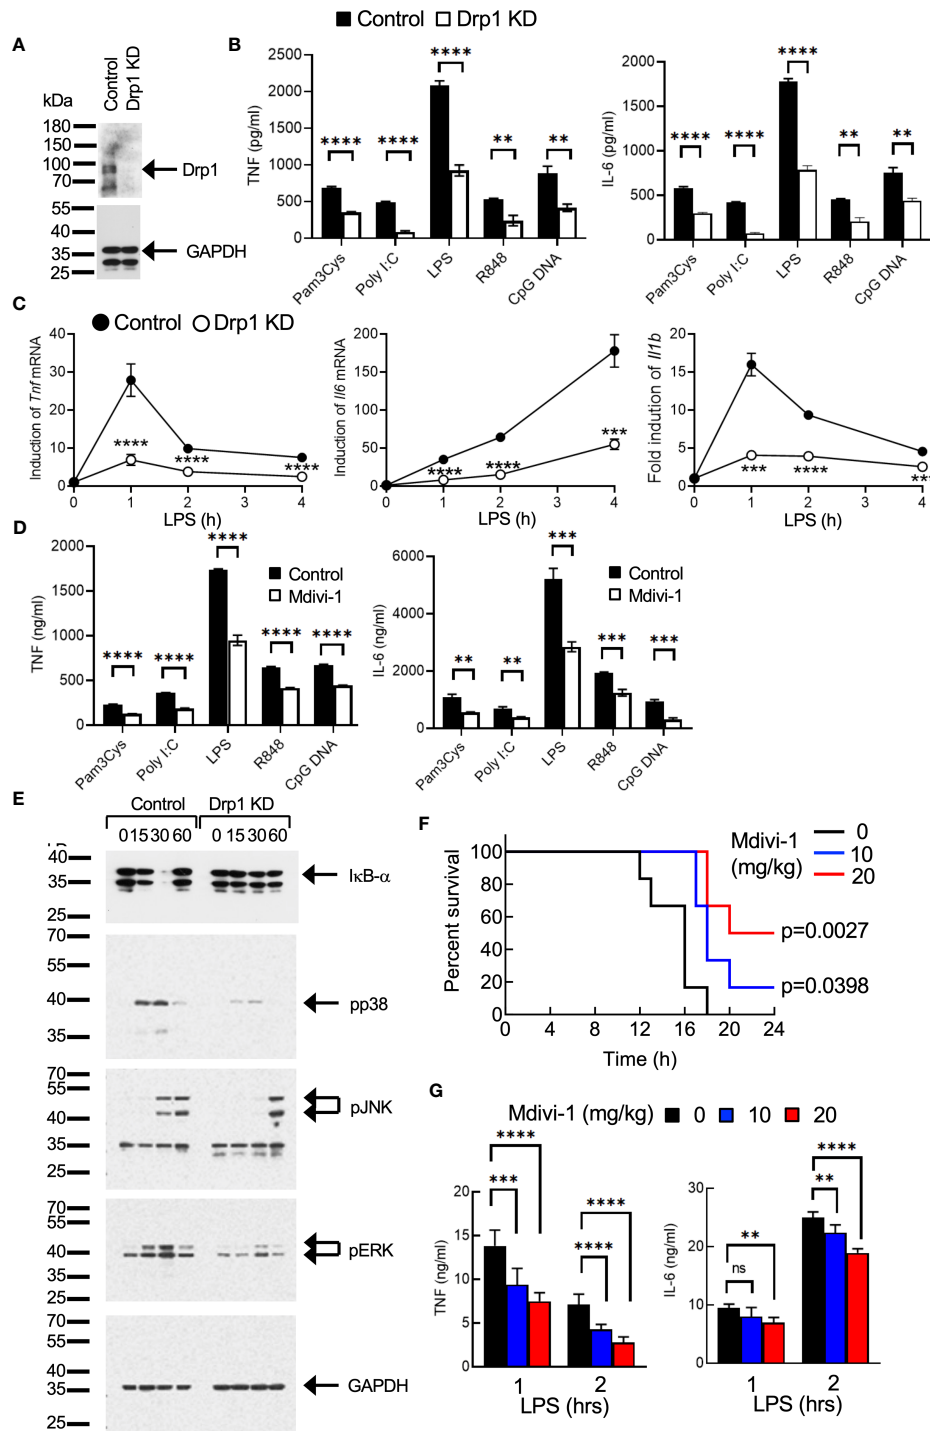 Control Drp1 KD
A
B
kDa
Control
Drp1 KD
180
130
100
70
55
40
35
25
Drp1
GAPDH
TNF (pg/ml)
2500
2000
1500
1000
500
0
**** **** **** ** **
Pam3Cys
Poly I:C
LPS
R848
CpG DNA
IL-6 (pg/ml)
2000
1500
1000
500
0
**** **** **** ** **
Pam3Cys
Poly I:C
LPS
R848
CpG DNA
C
Control Drp1 KD
Induction of Tnf mRNA
40
30
20
10
0
**** **** ****
0 1 2 3 4
LPS (h)
Induction of Il6 mRNA
200
150
100
50
0
**** **** ***
0 1 2 3 4
LPS (h)
Fold indution of Il1b
20
15
10
5
0
*** **** ***
0 1 2 3 4
LPS (h)
D
TNF (ng/ml)
2000
1500
1000
500
0
**** **** **** **** ****
Control
Mdivi-1
Pam3Cys
Poly I:C
LPS
R848
CpG DNA
IL-6 (ng/ml)
6000
4000
2000
0
** ** *** *** ***
Control
Mdivi-1
Pam3Cys
Poly I:C
LPS
R848
CpG DNA
E
Control Drp1 KD
0 15 30 60 0 15 30 60
40
35
25
IκB-α
70
55
40
35
pp38
70
55
40
35
25
pJNK
70
55
40
35
25
pERK
70
55
40
35
25
GAPDH
F
Mdivi-1
(mg/kg)
0
10
20
Percent survival
100
80
60
40
20
0
p=0.0027
p=0.0398
0 4 8 12 16 20 24
Time (h)
G
Mdivi-1 (mg/kg) 0 10 20
TNF (ng/ml)
20
15
10
5
0
**** *** **** ****
1 2
LPS (hrs)
IL-6 (ng/ml)
30
20
10
0
** ns **** **
1 2
LPS (hrs)